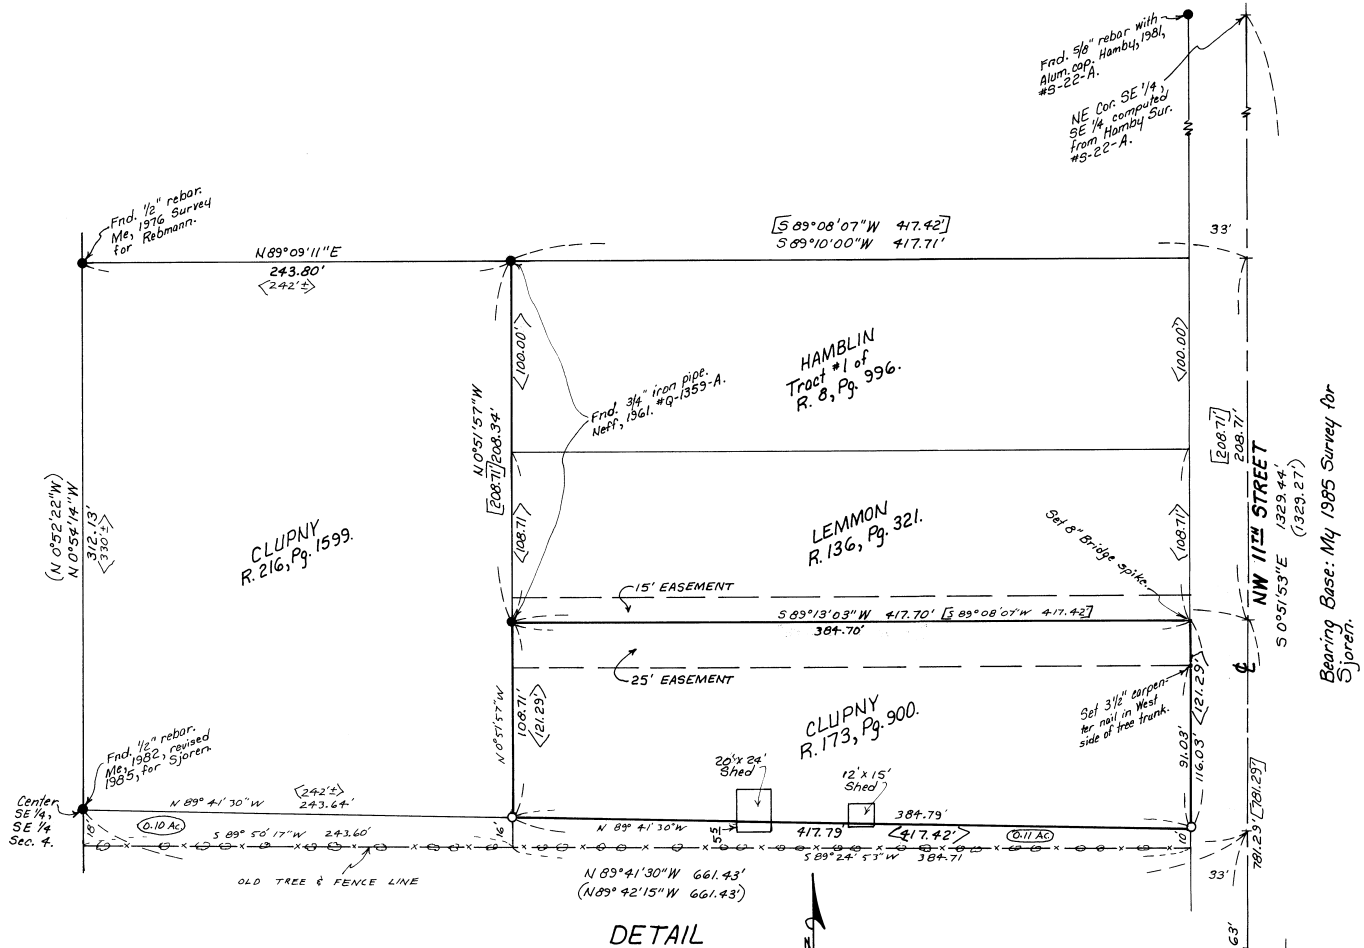 Fnd. 5/8" rebar with
Alum. cap. Hamby, 1981,
#S-22-A.
NE Cor. SE 1/4,
SE 1/4 computed
from Hamby Sur.
#S-22-A.
Fnd. 1/2" rebar.
Me, 1976 Survey
for Rebmann.
N 89°09'11"E
243.80'
<242'±>
[S 89°08'07"W 417.42']
S 89°10'00"W 417.71'
33'
<100.00'>
HAMBLIN
Tract #1 of
R. 8, Pg. 996.
<100.00'>
Fnd. 3/4" iron pipe.
Neff, 1961. #Q-1359-A.
N 0°51'57"W
[208.71'] 208.34'
[208.71']
208.71'
NW 11TH STREET
S 0°51'53"E 1329.44'
(1329.27')
Bearing Base: My 1985 Survey for
Sjoren.
(N 0°52'22"W)
N 0°54'14"W
312.13'
<330'±>
CLUPNY
R. 216, Pg. 1599.
<108.71'>
LEMMON
R. 136, Pg. 321.
<108.71'>
Set 8" Bridge spike.
15' EASEMENT
S 89°13'03"W 417.70' [S 89°08'07"W 417.42']
384.70'
25' EASEMENT
CLUPNY
R. 173, Pg. 900.
N 0°51'57"W
108.71'
<121.29'>
Set 3 1/2" carpen-
ter nail in West
side of tree trunk.
<121.29'>
91.03'
116.03'
℄
Fnd. 1/2" rebar.
Me, 1982, revised
1985, for Sjoren.
20' x 24'
Shed
12' x 15'
Shed
Center
SE 1/4,
SE 1/4
Sec. 4.
<242'±>
N 89°41'30"W 243.64'
0.10 Ac
18'
S 89°50'17"W 243.60'
16'
N 89°41'30"W
5.5
384.79'
417.79' <417.42'>
0.11 Ac
10'
S 89°24'53"W 384.71
781.29' [781.29']
33'
OLD TREE & FENCE LINE
N 89°41'30"W 661.43'
(N 89°42'15"W 661.43')
DETAIL
N
63'